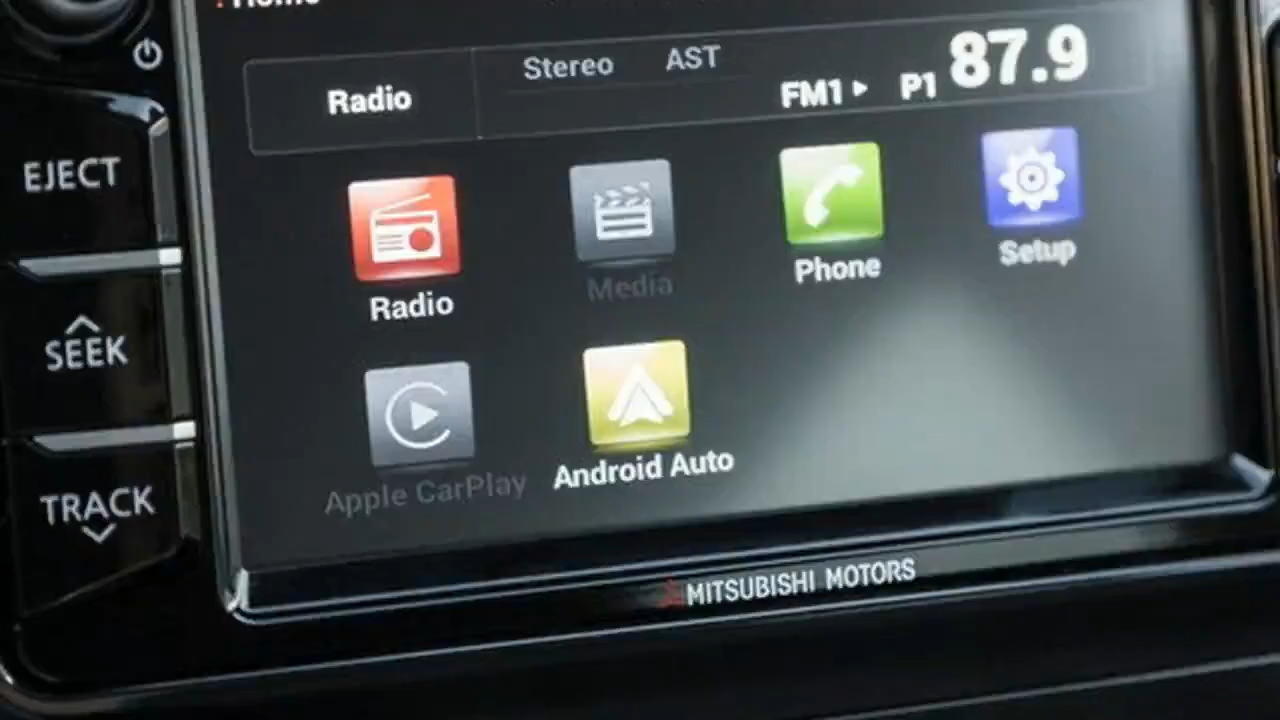 Home
Stereo AST
Radio FM1 P1 87.9
EJECT
Radio Media Phone Setup
SEEK
Apple CarPlay Android Auto
TRACK
MITSUBISHI MOTORS